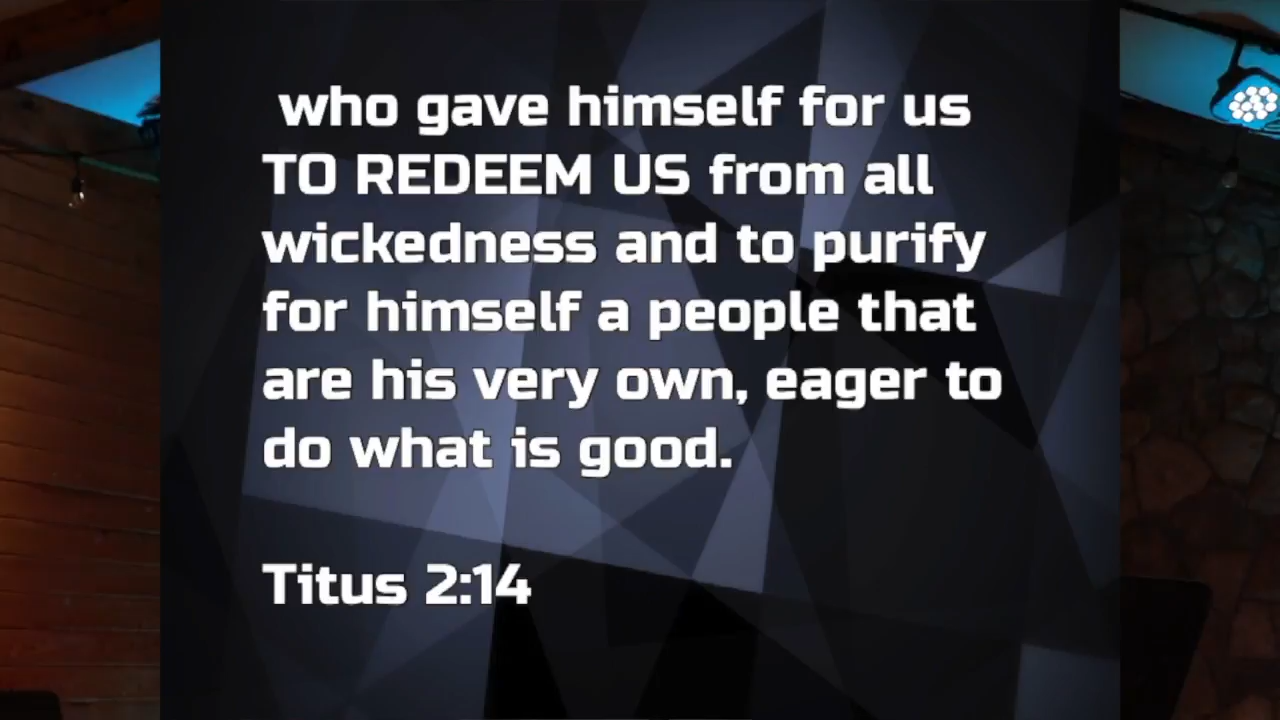 who gave himself for us
TO REDEEM US from all
wickedness and to purify
for himself a people that
are his very own, eager to
do what is good.
Titus 2:14